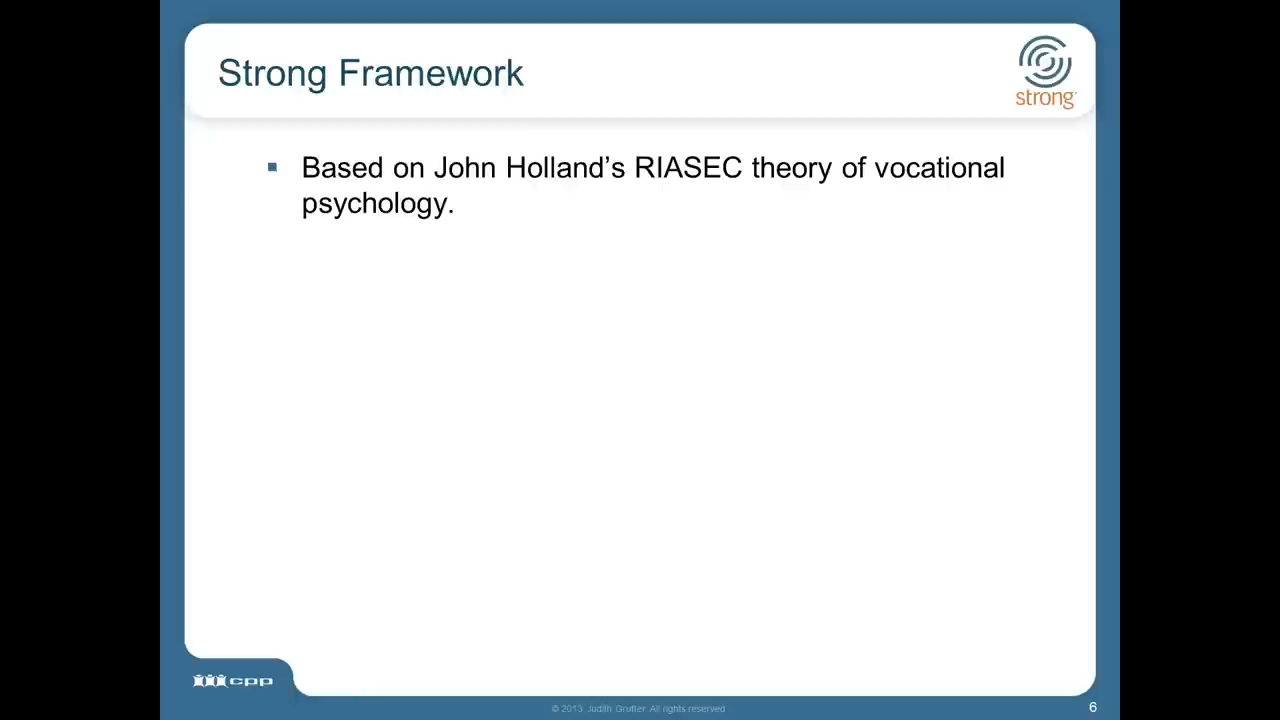 Strong Framework
strong
▪ Based on John Holland’s RIASEC theory of vocational
psychology.
cpp
© 2013 Judith Grutter All rights reserved
6